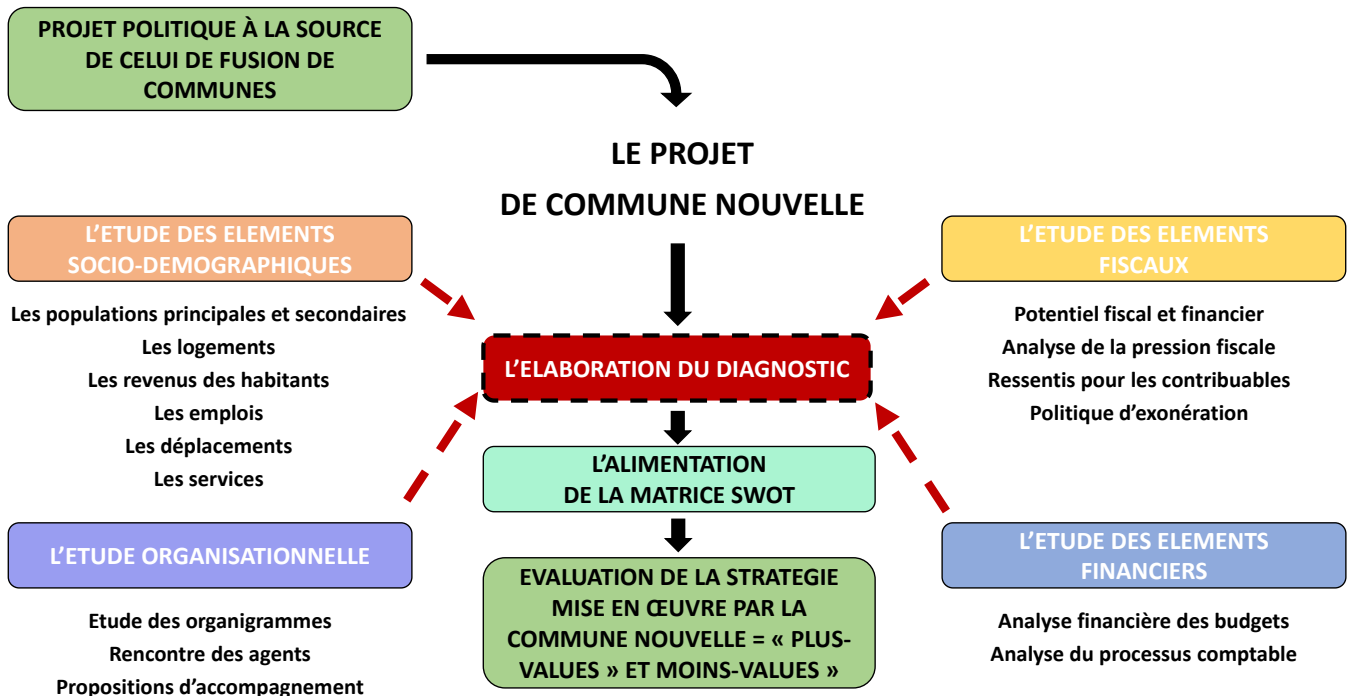 PROJET POLITIQUE À LA SOURCE
DE CELUI DE FUSION DE
COMMUNES
LE PROJET
DE COMMUNE NOUVELLE
L'ETUDE DES ELEMENTS
SOCIO-DEMOGRAPHIQUES
Les populations principales et secondaires
Les logements
Les revenus des habitants
Les emplois
Les déplacements
Les services
L'ETUDE ORGANISATIONNELLE
Etude des organigrammes
Rencontre des agents
Propositions d'accompagnement
L'ELABORATION DU DIAGNOSTIC
L'ALIMENTATION
DE LA MATRICE SWOT
EVALUATION DE LA STRATEGIE
MISE EN ŒUVRE PAR LA
COMMUNE NOUVELLE = « PLUS-
VALUES » ET MOINS-VALUES »
L'ETUDE DES ELEMENTS
FISCAUX
Potentiel fiscal et financier
Analyse de la pression fiscale
Ressentis pour les contribuables
Politique d'exonération
L'ETUDE DES ELEMENTS
FINANCIERS
Analyse financière des budgets
Analyse du processus comptable